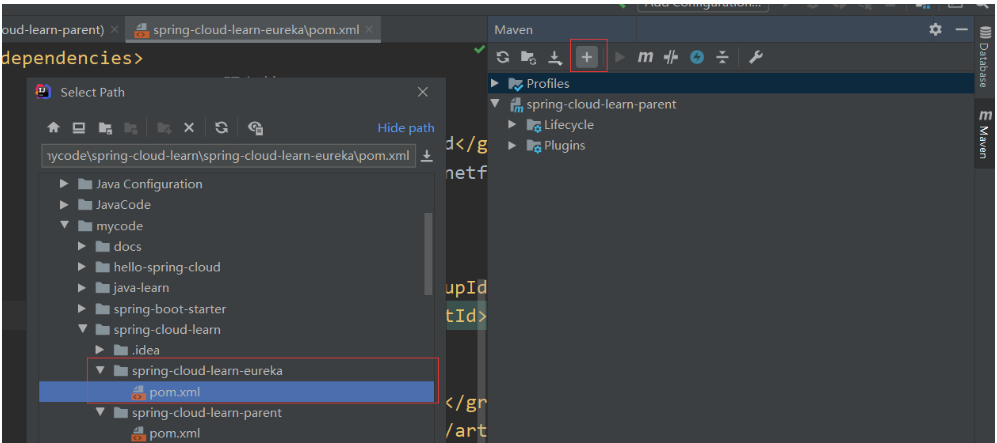 Add Configuration...
oud-learn-parent)
spring-cloud-learn-eureka\pom.xml
Maven
dependencies>
Select Path
Hide path
nycode\spring-cloud-learn\spring-cloud-learn-eureka\pom.xml
Java Configuration
JavaCode
mycode
docs
hello-spring-cloud
java-learn
spring-boot-starter
spring-cloud-learn
.idea
spring-cloud-learn-eureka
pom.xml
spring-cloud-learn-parent
pom.xml
d</g
netf
upId
tId>
</gr
/art
m
Profiles
spring-cloud-learn-parent
Lifecycle
Plugins
Database
m Maven